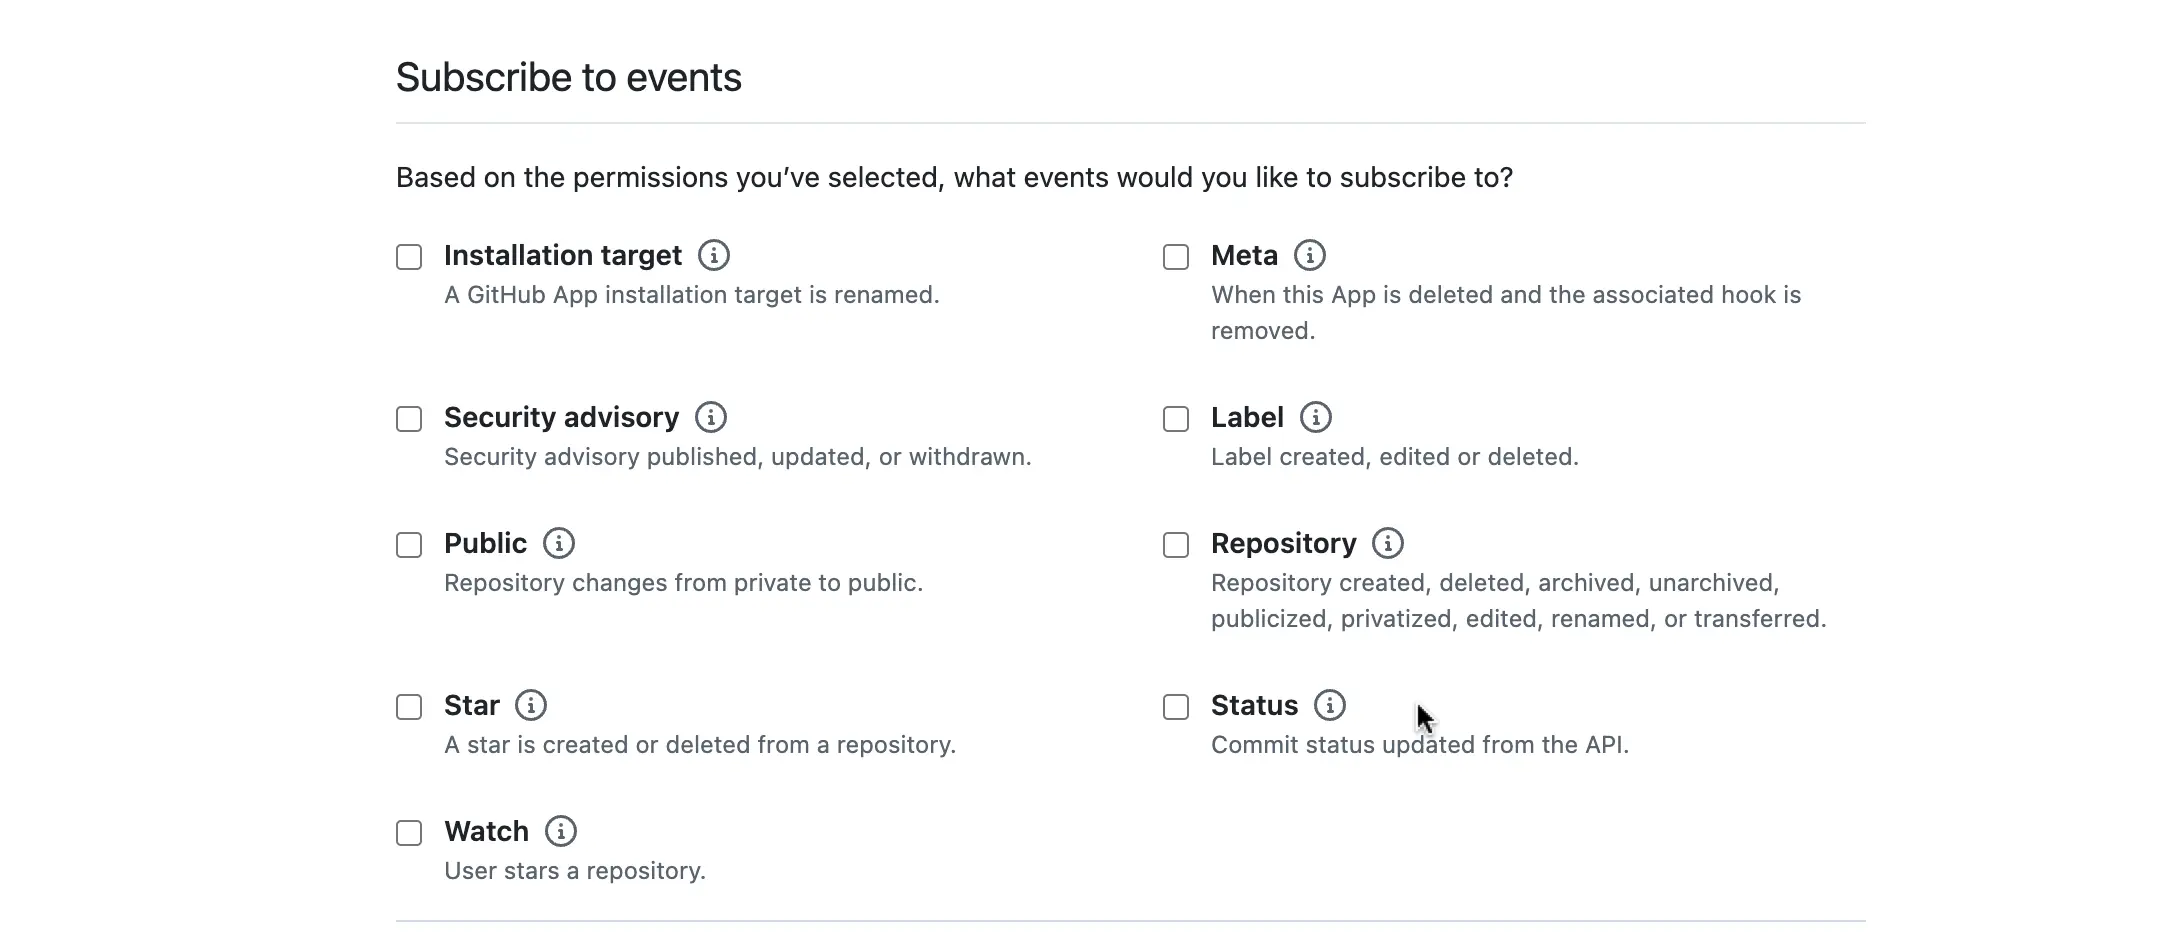 Subscribe to events
Based on the permissions you’ve selected, what events would you like to subscribe to?
Installation target
A GitHub App installation target is renamed.
Meta
When this App is deleted and the associated hook is
removed.
Security advisory
Security advisory published, updated, or withdrawn.
Label
Label created, edited or deleted.
Public
Repository changes from private to public.
Repository
Repository created, deleted, archived, unarchived,
publicized, privatized, edited, renamed, or transferred.
Star
A star is created or deleted from a repository.
Status
Commit status updated from the API.
Watch
User stars a repository.